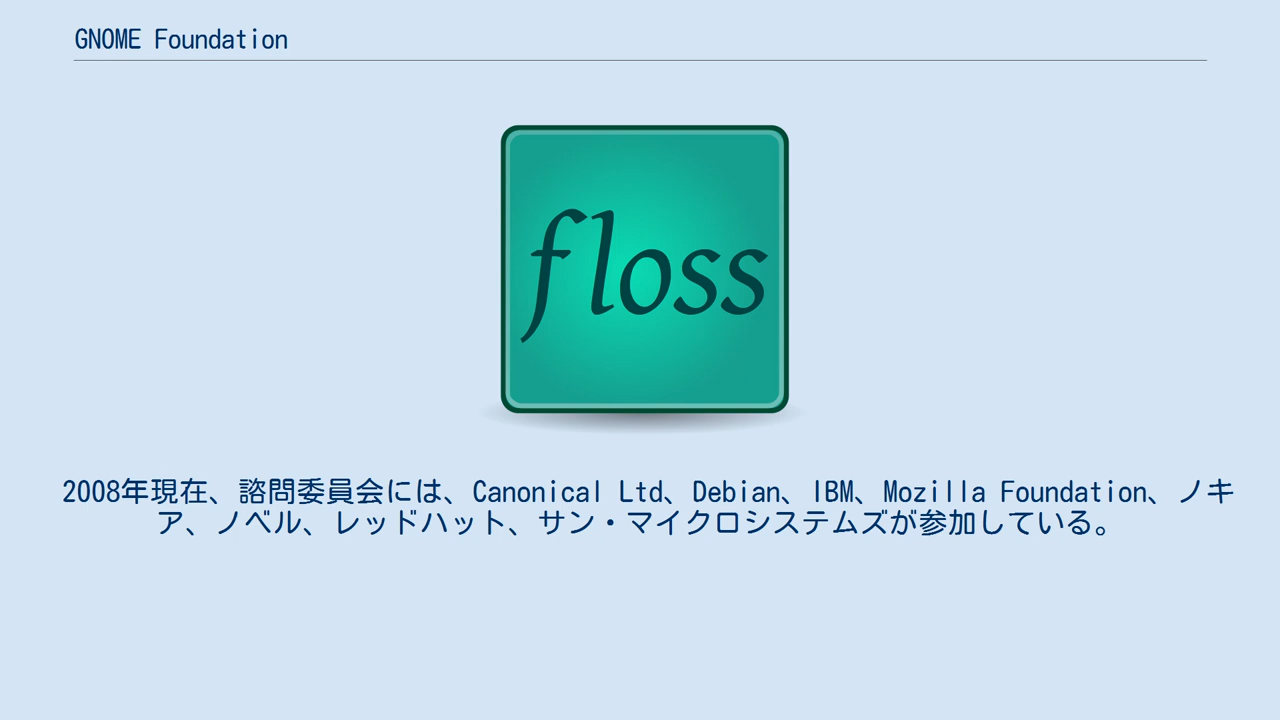 GNOME Foundation
floss
2008年現在、諮問委員会には、Canonical Ltd、Debian、IBM、Mozilla Foundation、ノキ
ア、ノベル、レッドハット、サン・マイクロシステムズが参加している。